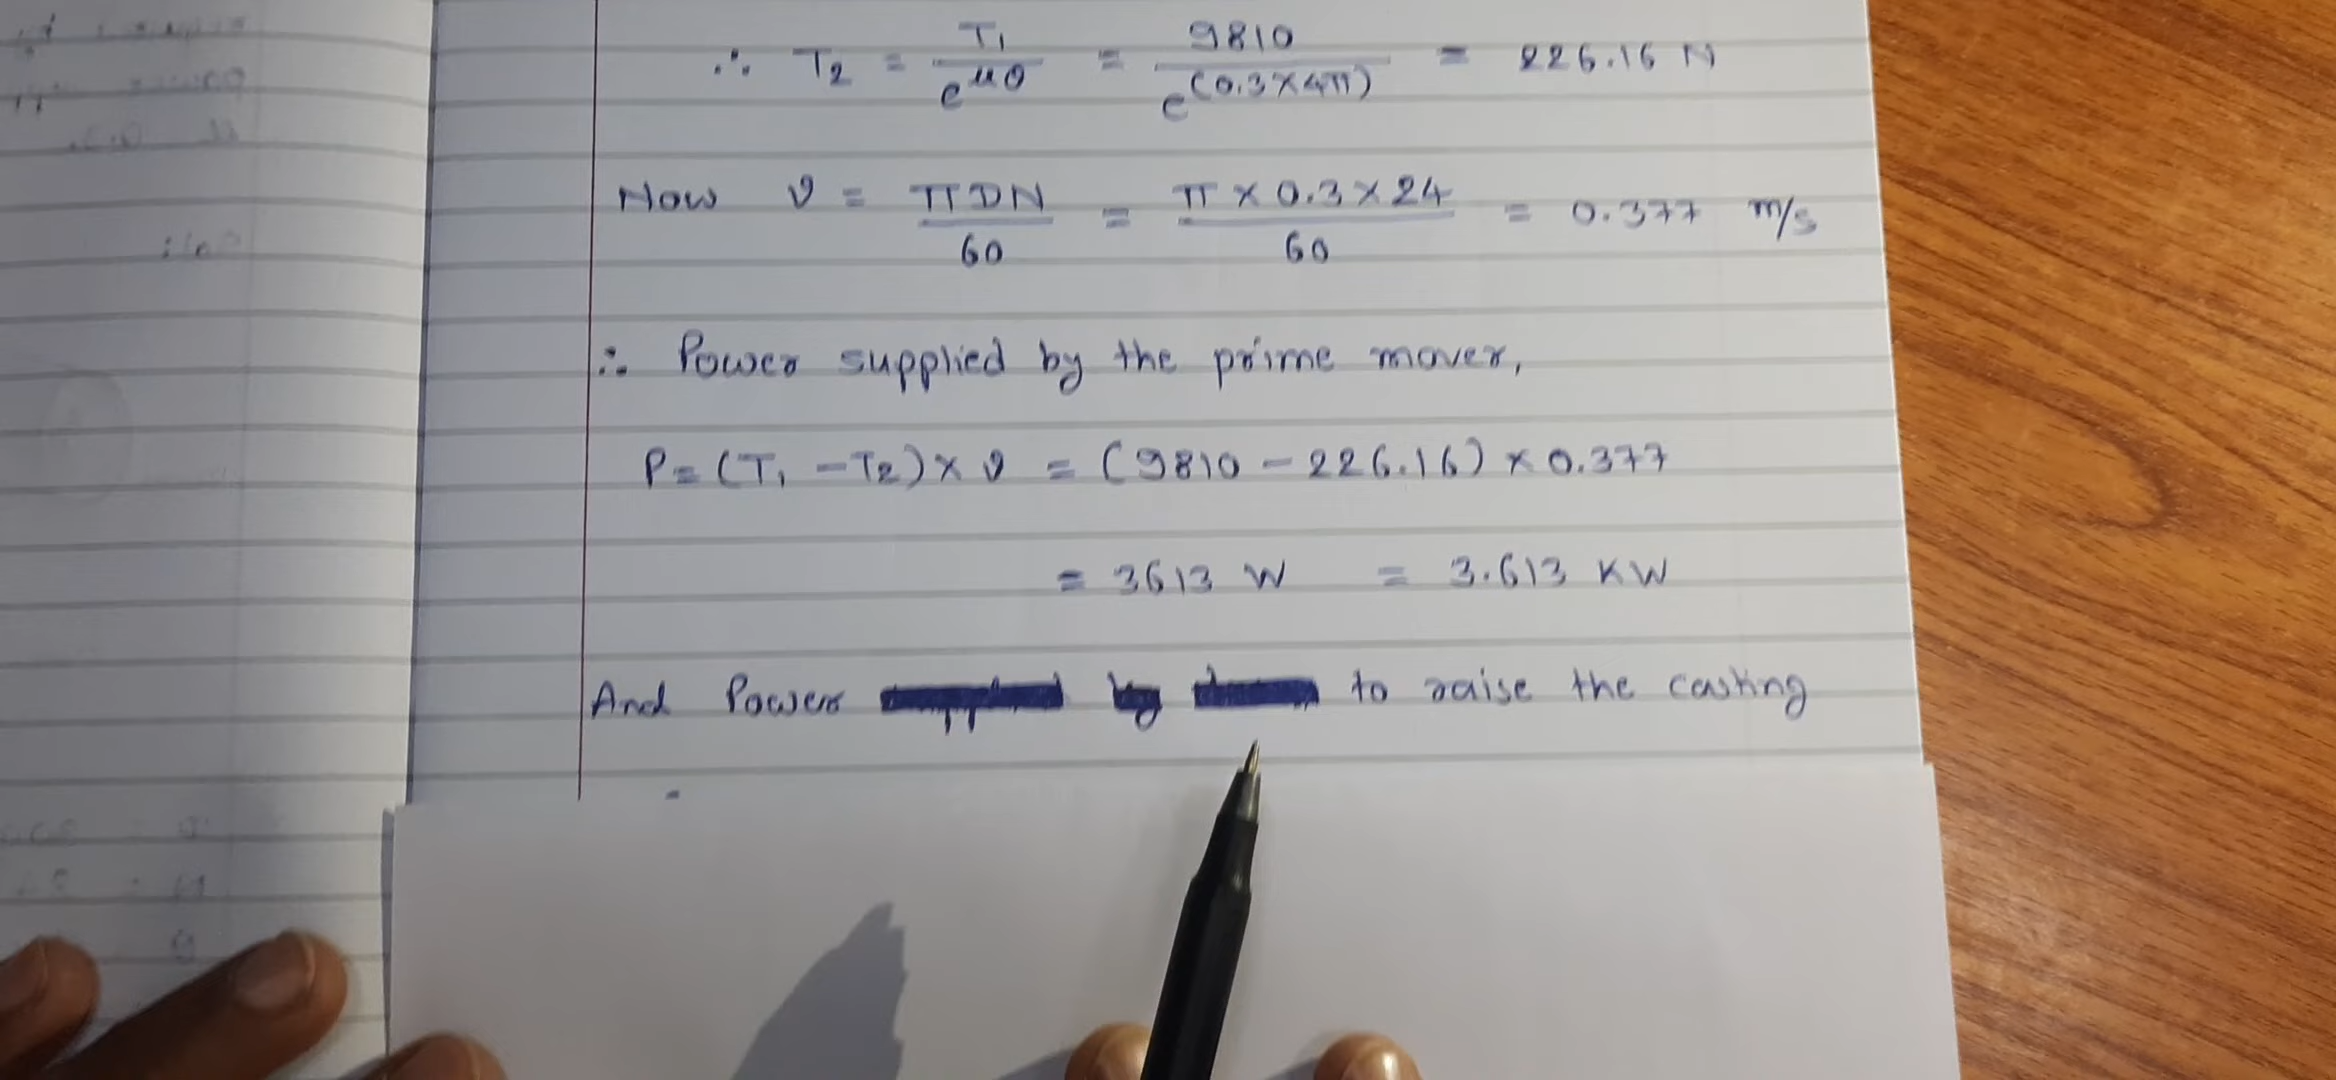 ∴ T₂ = T₁ / e^μθ = 9810 / e^(0.3×4π) = 226.16 N
Now v = πDN / 60 = π × 0.3 × 24 / 60 = 0.377 m/s
∴ Power supplied by the prime mover,
P = (T₁ - T₂) × v = (9810 - 226.16) × 0.377
= 3613 W = 3.613 KW
And Power to raise the casting